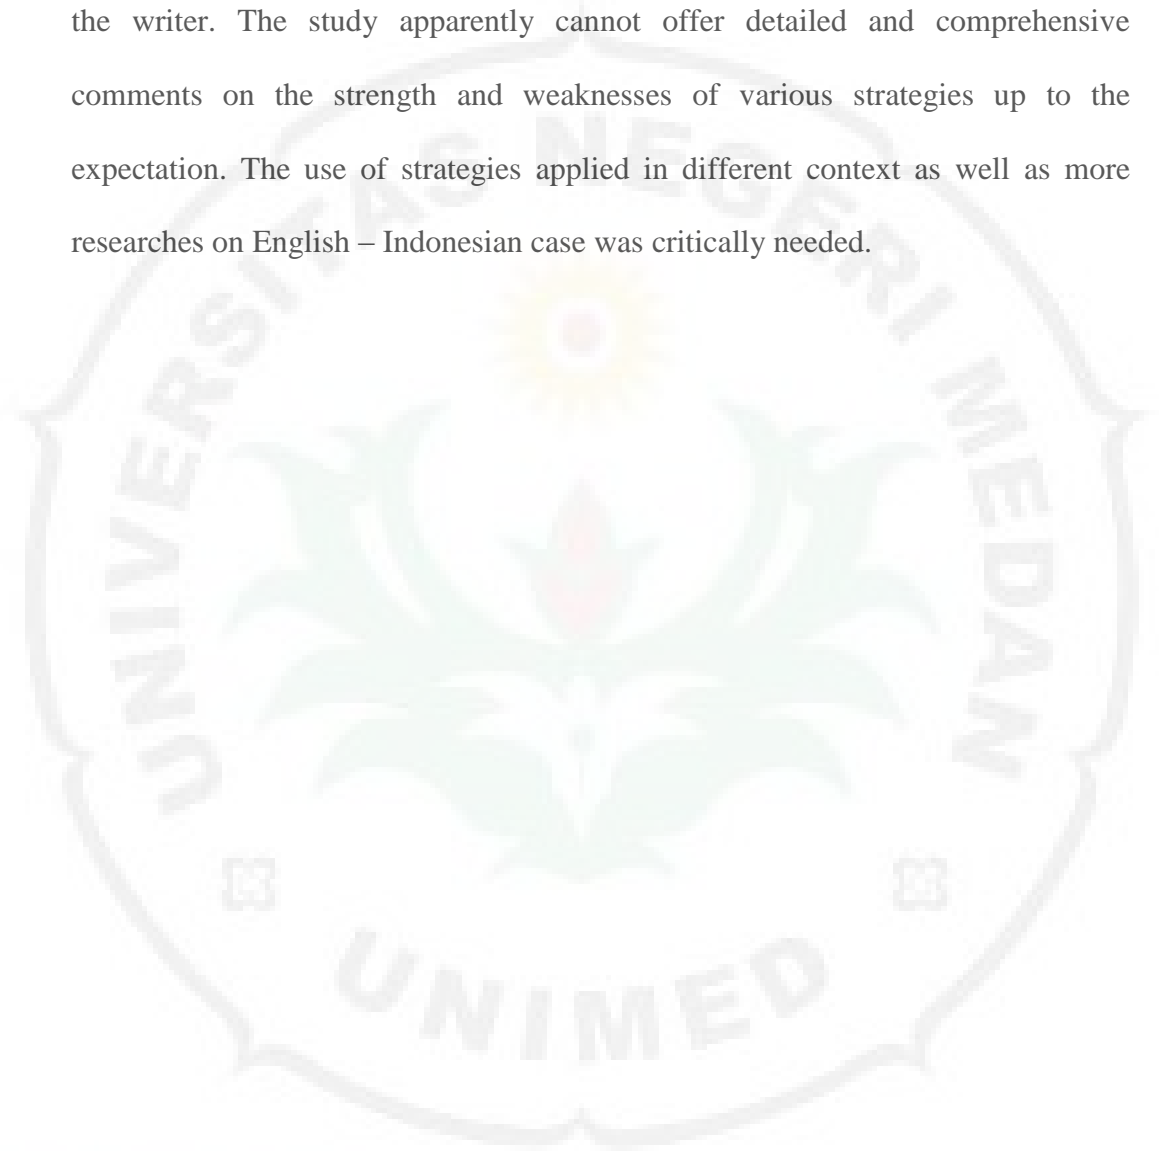 the writer. The study apparently cannot offer detailed and comprehensive
comments on the strength and weaknesses of various strategies up to the
expectation. The use of strategies applied in different context as well as more
researches on English – Indonesian case was critically needed.
UNIVERSITAS NEGERI MEDAN
UNIMED